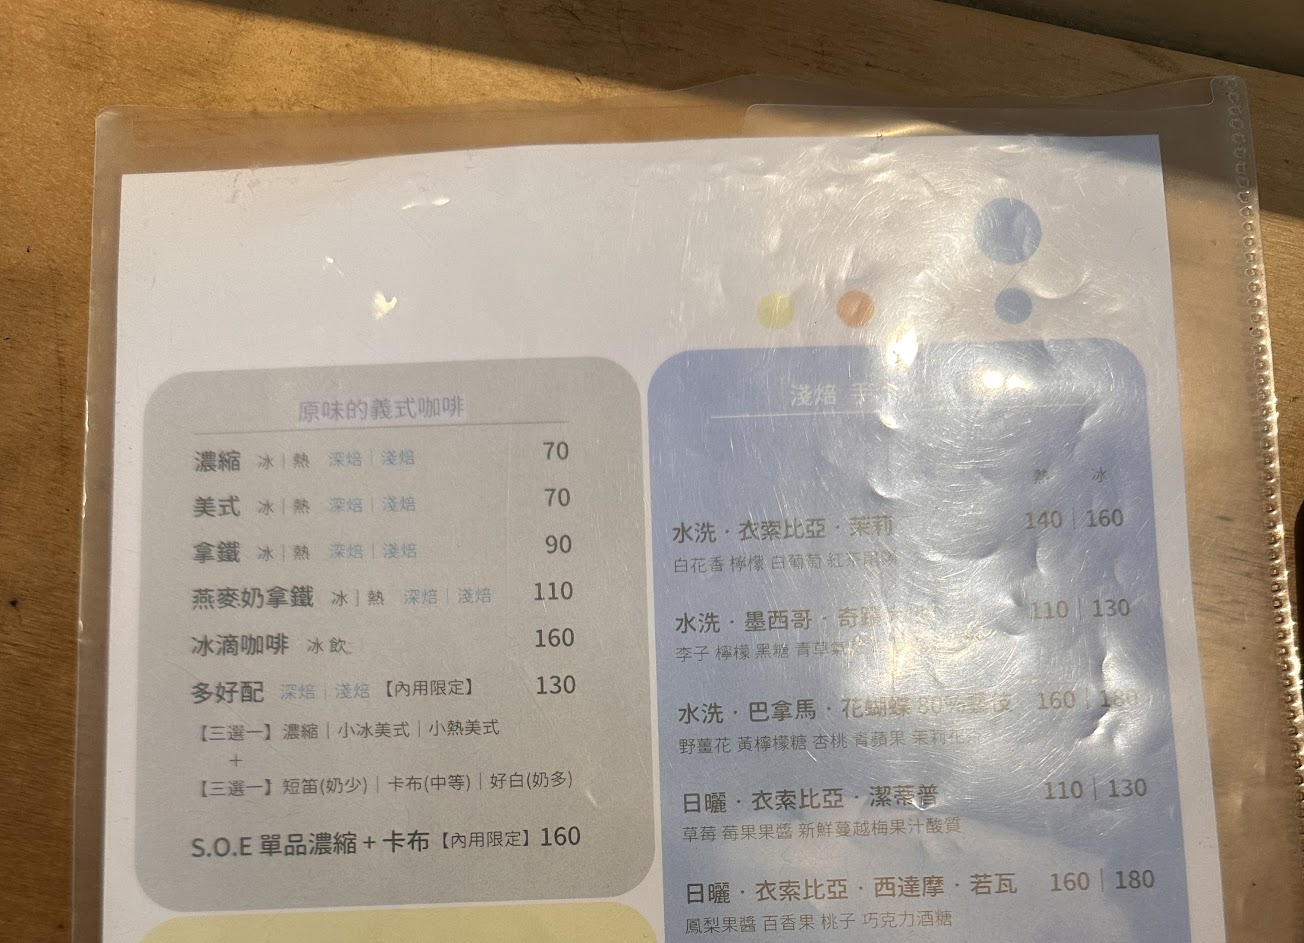 原味的義式咖啡
濃縮 冰｜熱 深焙｜淺焙 70
美式 冰｜熱 深焙｜淺焙 70
拿鐵 冰｜熱 深焙｜淺焙 90
燕麥奶拿鐵 冰｜熱 深焙｜淺焙 110
冰滴咖啡 冰飲 160
多好配 深焙｜淺焙【內用限定】 130
【三選一】濃縮｜小冰美式｜小熱美式
+
【三選一】短笛(奶少)｜卡布(中等)｜好白(奶多)
S.O.E 單品濃縮 + 卡布【內用限定】 160
淺焙 手
熱 冰
水洗·衣索比亞·茉莉 140｜160
白花香 檸檬 白葡萄 紅茶
水洗·墨西哥·奇蹟 110｜130
李子 檸檬 黑糖 青草
水洗·巴拿馬·花蝴蝶 160｜180
野薑花 黃檸檬糖 杏桃 青蘋果 茉莉花
日曬·衣索比亞·潔蒂普 110｜130
草莓 莓果果醬 新鮮蔓越梅果汁酸質
日曬·衣索比亞·西達摩·若瓦 160｜180
鳳梨果醬 百香果 桃子 巧克力酒糖